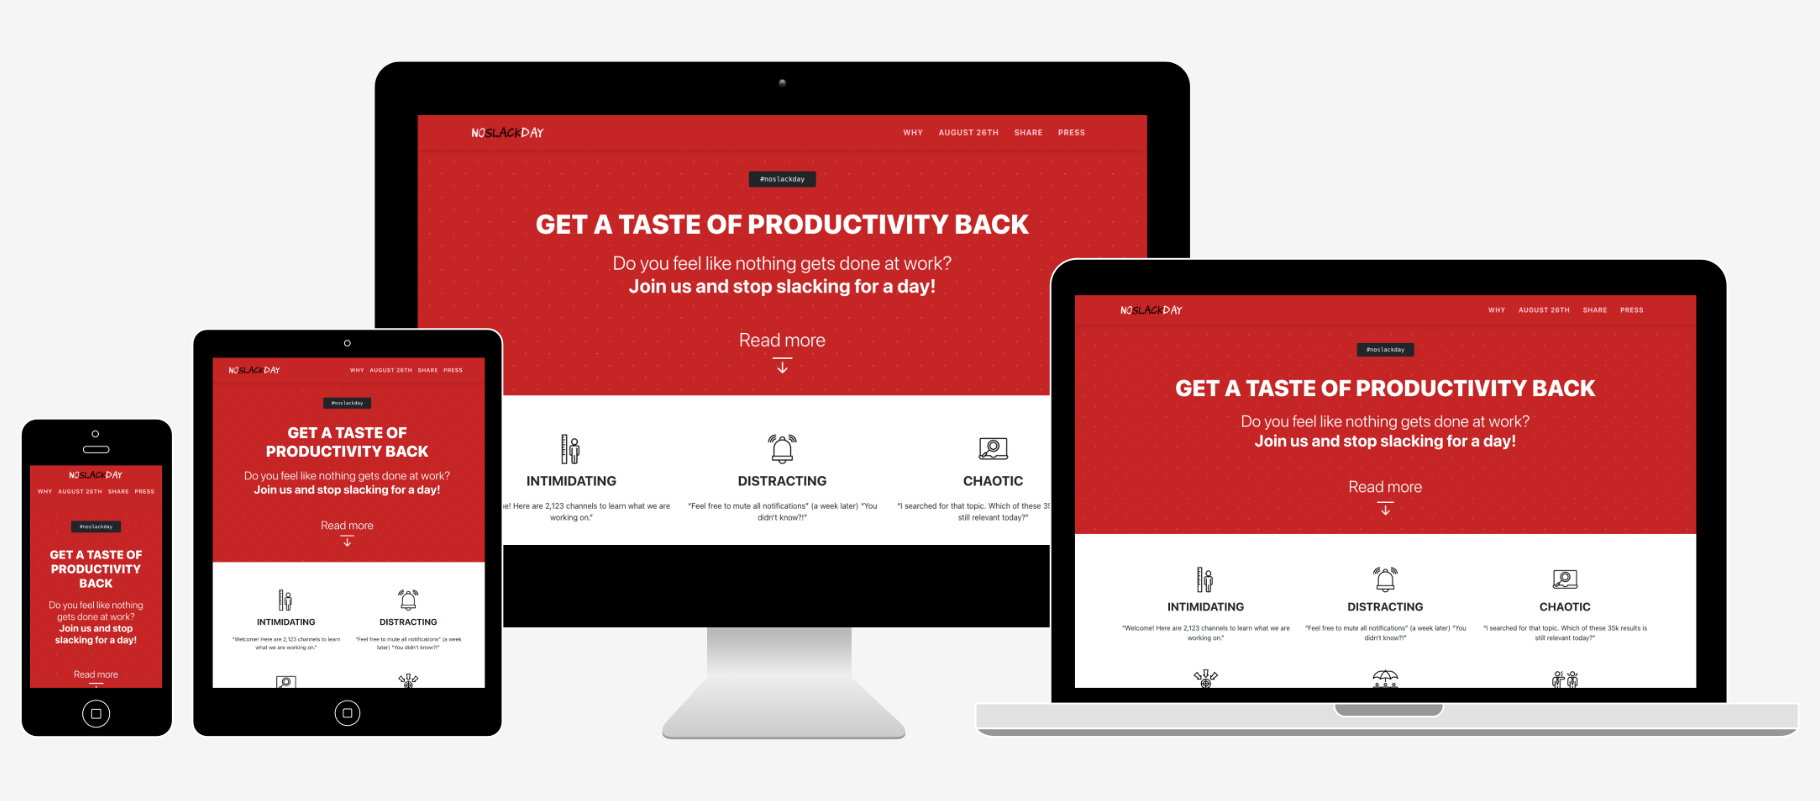 NOSLACKDAY
WHY AUGUST 26TH SHARE PRESS
#noslackday
GET A TASTE OF PRODUCTIVITY BACK
Do you feel like nothing gets done at work?
Join us and stop slacking for a day!
Read more
INTIMIDATING DISTRACTING CHAOTIC
Here are 2,123 channels to learn what we are
working on."
"Feel free to mute all notifications" (a week later) "You
didn't know?!"
"I searched for that topic. Which of these
still relevant today?"
NOSLACKDAY
WHY AUGUST 26TH SHARE PRESS
#noslackday
GET A TASTE OF PRODUCTIVITY BACK
Do you feel like nothing gets done at work?
Join us and stop slacking for a day!
Read more
INTIMIDATING DISTRACTING CHAOTIC
"Welcome! Here are 2,123 channels to learn what we are
working on."
"Feel free to mute all notifications" (a week later) "You
didn't know?!"
"I searched for that topic. Which of these 35k results is
still relevant today?"
NOSLACKDAY
WHY AUGUST 26TH SHARE PRESS
#noslackday
GET A TASTE OF
PRODUCTIVITY BACK
Do you feel like nothing gets done at work?
Join us and stop slacking for a day!
Read more
INTIMIDATING DISTRACTING
"Welcome! Here are 2,123 channels to learn
what we are working on."
"Feel free to mute all notifications" (a week
later) "You didn't know?!"
NOSLACKDAY
WHY AUGUST 26TH SHARE PRESS
#noslackday
GET A TASTE OF
PRODUCTIVITY
BACK
Do you feel like nothing
gets done at work?
Join us and stop
slacking for a day!
Read more